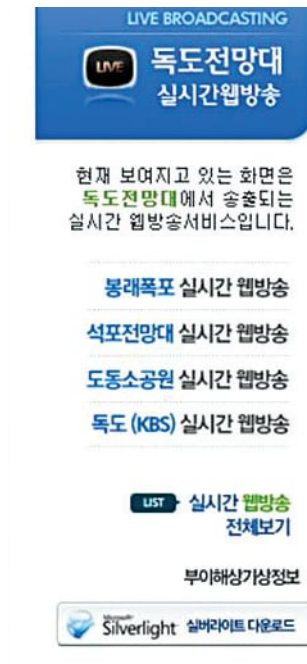 LIVE BROADCASTING
LIVE 독도전망대
실시간웹방송
현재 보여지고 있는 화면은
독도전망대에서 송출되는
실시간 웹방송서비스입니다.
봉래폭포 실시간 웹방송
석포전망대 실시간 웹방송
도동소공원 실시간 웹방송
독도 (KBS) 실시간 웹방송
LIST 실시간 웹방송
전체보기
부이해상기상정보
Microsoft
Silverlight 실버라이트 다운로드